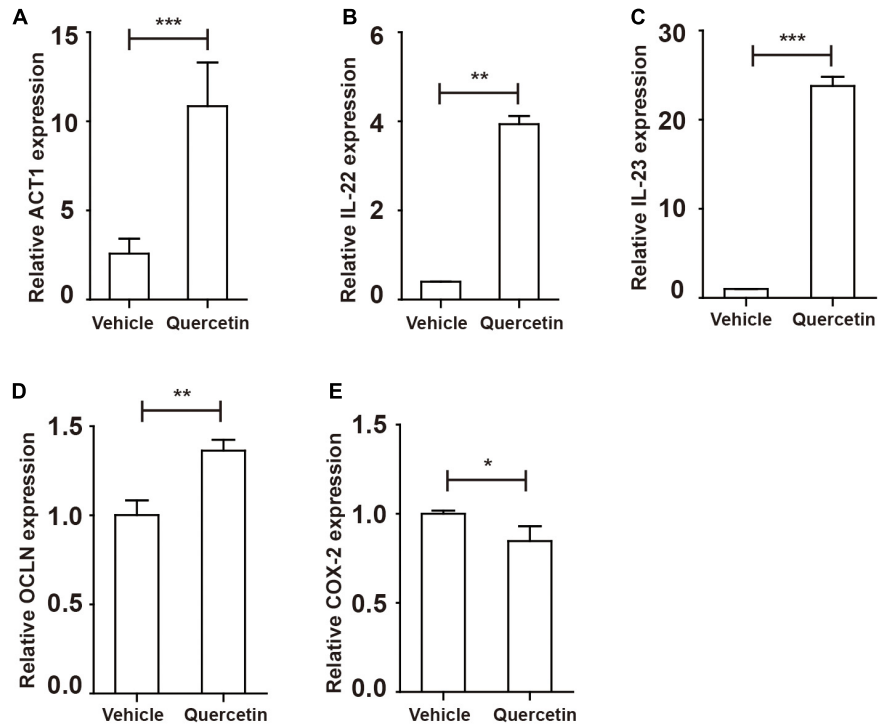 A
Relative ACT1 expression
15
10
5
0
***
Vehicle Quercetin
B
Relative IL-22 expression
6
4
2
0
**
Vehicle Quercetin
C
Relative IL-23 expression
30
20
10
0
***
Vehicle Quercetin
D
Relative OCLN expression
1.5
1.0
0.5
0.0
**
Vehicle Quercetin
E
Relative COX-2 expression
1.5
1.0
0.5
0.0
*
Vehicle Quercetin